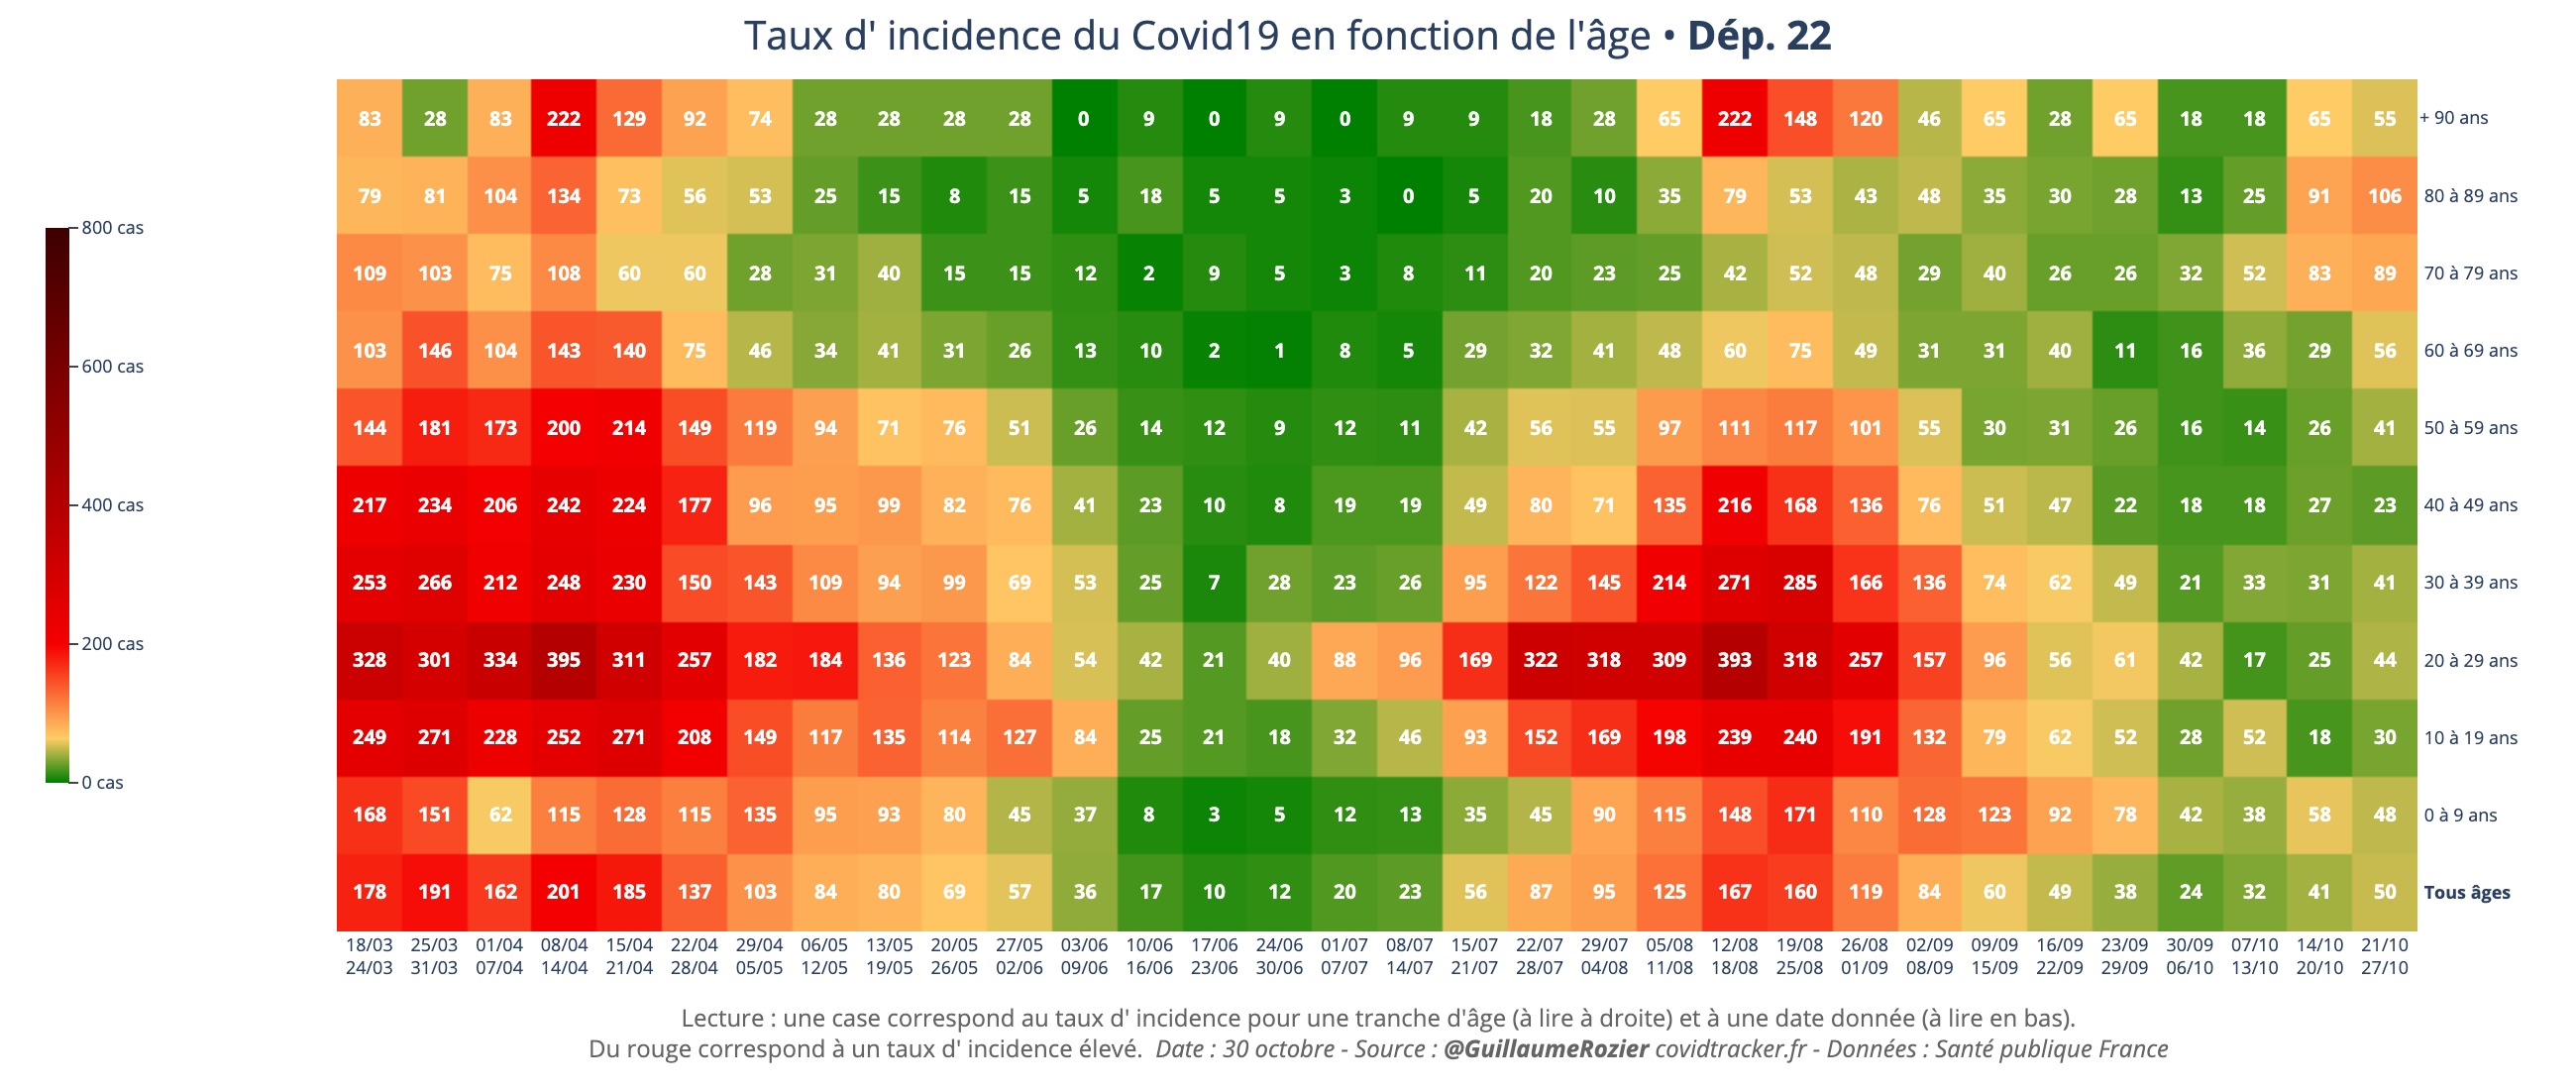 Taux d' incidence du Covid19 en fonction de l'âge • Dép. 22
83 28 83 222 129 92 74 28 28 28 28 0 9 0 9 0 9 9 18 28 65 222 148 120 46 65 28 65 18 18 65 55 + 90 ans
79 81 104 134 73 56 53 25 15 8 15 5 18 5 5 3 0 5 20 10 35 79 53 43 48 35 30 28 13 25 91 106 80 à 89 ans
109 103 75 108 60 60 28 31 40 15 15 12 2 9 5 3 8 11 20 23 25 42 52 48 29 40 26 26 32 52 83 89 70 à 79 ans
103 146 104 143 140 75 46 34 41 31 26 13 10 2 1 8 5 29 32 41 48 60 75 49 31 31 40 11 16 36 29 56 60 à 69 ans
144 181 173 200 214 149 119 94 71 76 51 26 14 12 9 12 11 42 56 55 97 111 117 101 55 30 31 26 16 14 26 41 50 à 59 ans
217 234 206 242 224 177 96 95 99 82 76 41 23 10 8 19 19 49 80 71 135 216 168 136 76 51 47 22 18 18 27 23 40 à 49 ans
253 266 212 248 230 150 143 109 94 99 69 53 25 7 28 23 26 95 122 145 214 271 285 166 136 74 62 49 21 33 31 41 30 à 39 ans
328 301 334 395 311 257 182 184 136 123 84 54 42 21 40 88 96 169 322 318 309 393 318 257 157 96 56 61 42 17 25 44 20 à 29 ans
249 271 228 252 271 208 149 117 135 114 127 84 25 21 18 32 46 93 152 169 198 239 240 191 132 79 62 52 28 52 18 30 10 à 19 ans
168 151 62 115 128 115 135 95 93 80 45 37 8 3 5 12 13 35 45 90 115 148 171 110 128 123 92 78 42 38 58 48 0 à 9 ans
178 191 162 201 185 137 103 84 80 69 57 36 17 10 12 20 23 56 87 95 125 167 160 119 84 60 49 38 24 32 41 50 Tous âges
18/03 25/03 01/04 08/04 15/04 22/04 29/04 06/05 13/05 20/05 27/05 03/06 10/06 17/06 24/06 01/07 08/07 15/07 22/07 29/07 05/08 12/08 19/08 26/08 02/09 09/09 16/09 23/09 30/09 07/10 14/10 21/10
24/03 31/03 07/04 14/04 21/04 28/04 05/05 12/05 19/05 26/05 02/06 09/06 16/06 23/06 30/06 07/07 14/07 21/07 28/07 04/08 11/08 18/08 25/08 01/09 08/09 15/09 22/09 29/09 06/10 13/10 20/10 27/10
800 cas
600 cas
400 cas
200 cas
0 cas
Lecture : une case correspond au taux d' incidence pour une tranche d'âge (à lire à droite) et à une date donnée (à lire en bas).
Du rouge correspond à un taux d' incidence élevé. Date : 30 octobre - Source : @GuillaumeRozier covidtracker.fr - Données : Santé publique France